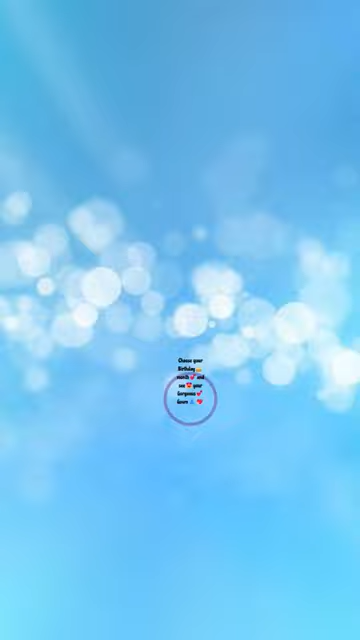 Choose your
Birthday 🎂
month 💕 and
see 😍 your
Gorgeous 💕
Gown 👗 💖